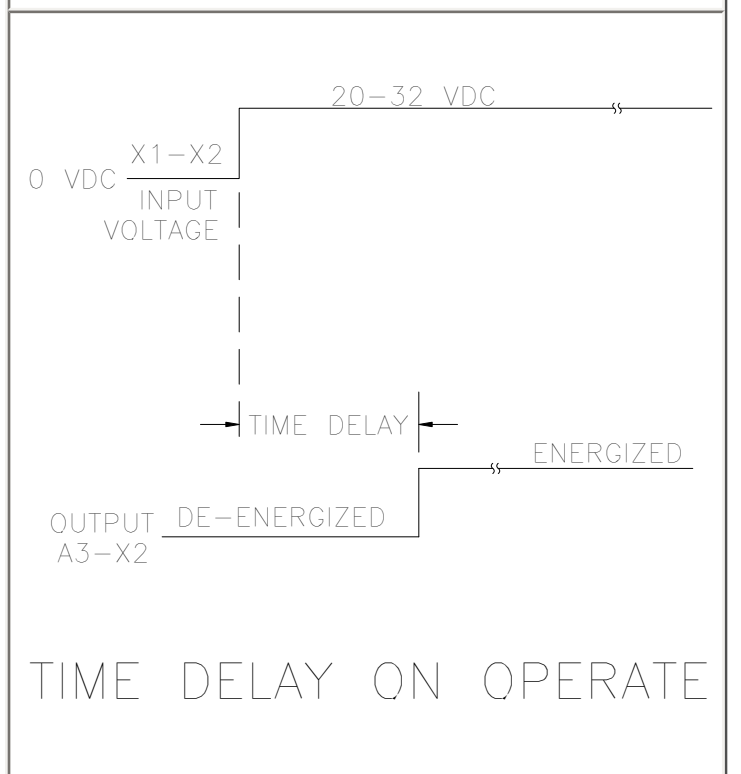 20-32 VDC
X1-X2
0 VDC
INPUT
VOLTAGE
TIME DELAY
ENERGIZED
OUTPUT DE-ENERGIZED
A3-X2
TIME DELAY ON OPERATE